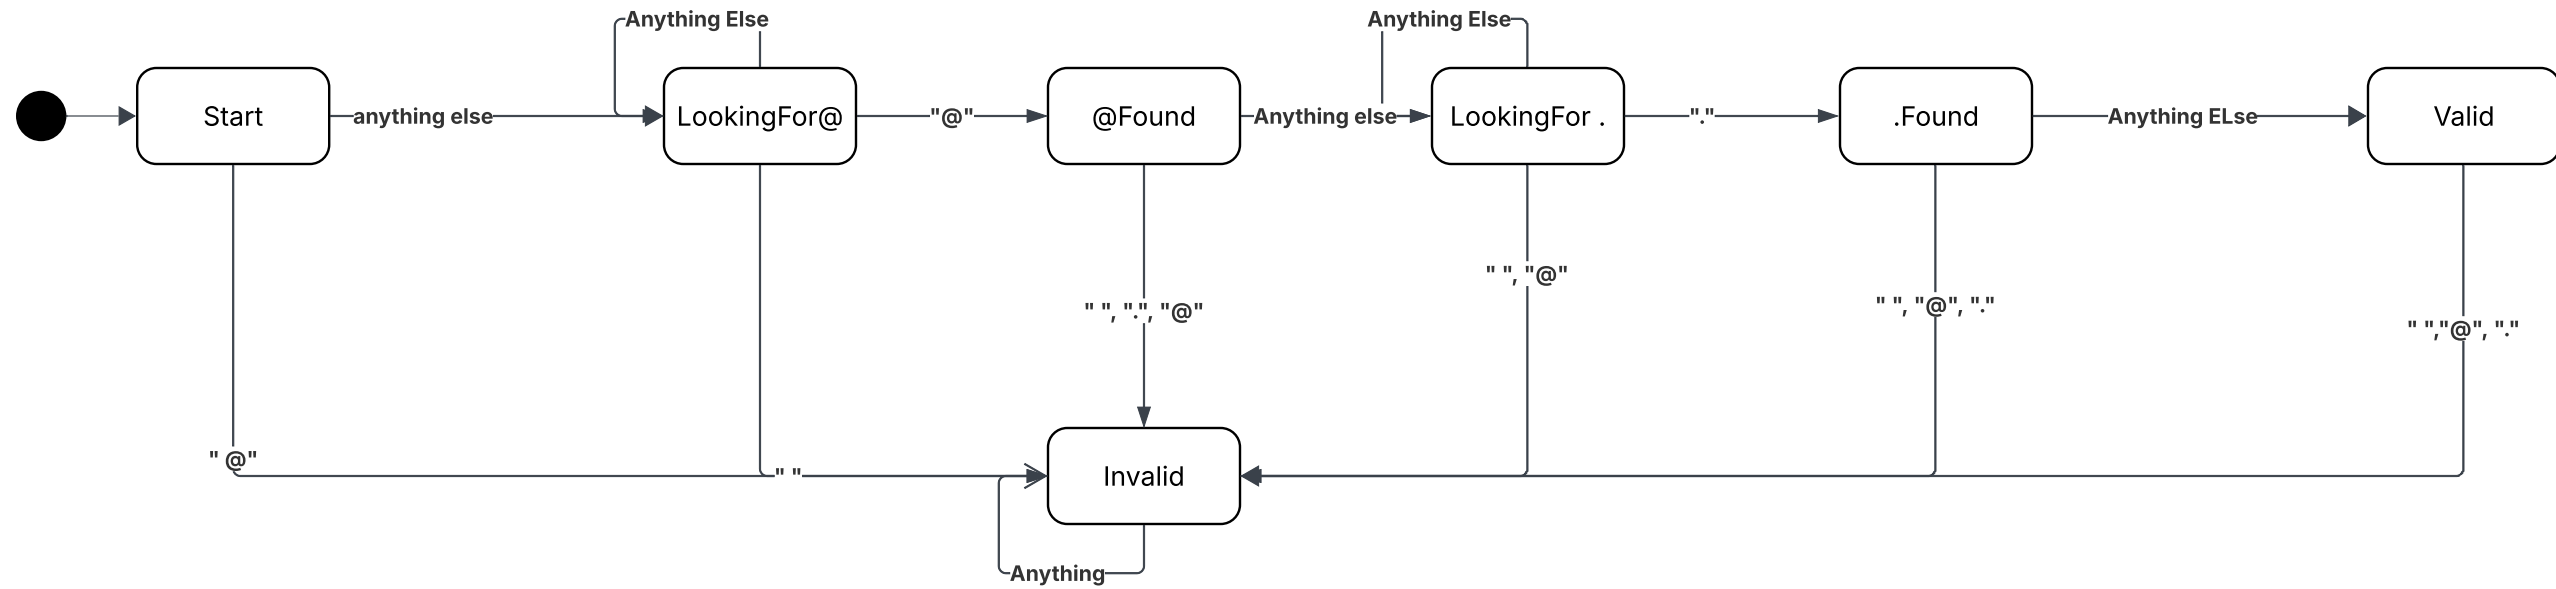 Anything Else
Anything Else
Start
anything else
LookingFor@
"@"
@Found
Anything else
LookingFor .
"."
.Found
Anything ELse
Valid
" ", "@"
" ", ".", "@"
" ", "@", "."
" ","@", "."
" @"
" "
Invalid
Anything